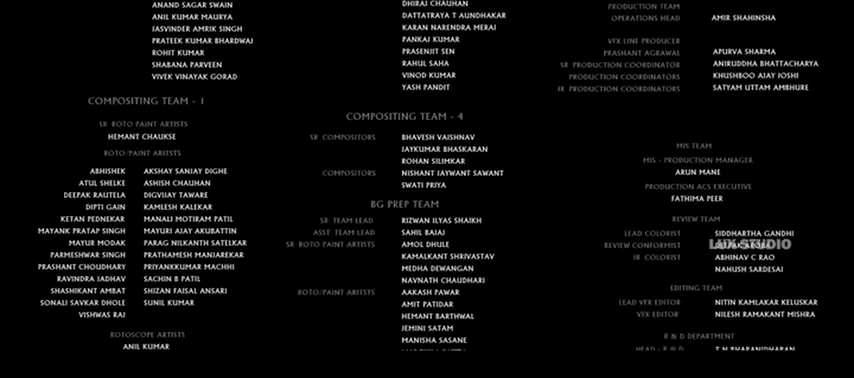 ANAND SAGAR SWAIN
ANIL KUMAR MAURYA
JASVINDER AMRIK SINGH
PRATEEK KUMAR BHARDWAJ
ROHIT KUMAR
SHABANA PARVEEN
VIVEK VINAYAK GORAD
COMPOSITING TEAM - 1
SR ROTO PAINT ARTISTS
HEMANT CHAUKSE
ROTO/PAINT ARITSTS
ABHISHEK AKSHAY SANJAY DIGHE
ATUL SHELKE ASHISH CHAUHAN
DEEPAK RAUTELA DIGVIJAY TAWARE
DIPTI GAIN KAMLESH KALEKAR
KETAN PEDNEKAR MANALI MOTIRAM PATIL
MAYANK PRATAP SINGH MAYURI AJAY AKUBATTIN
MAYUR MODAK PARAG NILKANTH SATELKAR
PARMESHWAR SINGH PRATHAMESH MANJAREKAR
PRASHANT CHOUDHARY PRIYANKKUMAR MACHHI
RAVINDRA JADHAV SACHIN B PATIL
SHASHIKANT AMBAT SHIZAN FAISAL ANSARI
SONALI SAVKAR DHOLE SUNIL KUMAR
VISHWAS RAI
ROTOSCOPE ARTISTS
ANIL KUMAR
DHIRAJ CHAUHAN
DATTATRAYA T AUNDHAKAR
KARAN NARENDRA MERAI
PANKAJ KUMAR
PRASENJIT SEN
RAHUL SAHA
VINOD KUMAR
YASH PANDIT
COMPOSITING TEAM - 4
SR COMPOSITORS BHAVESH VAISHNAV
JAYKUMAR BHASKARAN
ROHAN SILIMKAR
COMPOSITORS NISHANT JAYWANT SAWANT
SWATI PRIYA
BG PREP TEAM
SR TEAM LEAD RIZWAN ILYAS SHAIKH
ASST TEAM LEAD SAHIL BAJAJ
SR ROTO PAINT ARTISTS AMOL DHULE
KAMALKANT SHRIVASTAV
MEDHA DEWANGAN
NAVNATH CHAUDHARI
ROTO/PAINT ARITSTS AAKASH PAWAR
AMIT PATIDAR
HEMANT BARTHWAL
JEMINI SATAM
MANISHA SASANE
PRODUCTION TEAM
OPERATIONS HEAD AMIR SHAHINSHA
VFX LINE PRODUCER
PRASHANT AGRAWAL APURVA SHARMA
SR PRODUCTION COORDINATOR ANIRUDDHA BHATTACHARYA
PRODUCTION COORDINATORS KHUSHBOO AJAY JOSHI
JR PRODUCTION COORDINATORS SATYAM UTTAM AMBHURE
MIS TEAM
MIS - PRODUCTION MANAGER
ARUN MANE
PRODUCTION ACS EXECUTIVE
FATHIMA PEER
REVIEW TEAM
LEAD COLORIST SIDDHARTHA GANDHI
REVIEW CONFORMIST DEEPAK ARORA
LUX STUDIO
JR COLORIST ABHINAV C RAO
NAHUSH SARDESAI
EDITING TEAM
LEAD VFX EDITOR NITIN KAMLAKAR KELUSKAR
VFX EDITOR NILESH RAMAKANT MISHRA
R & D DEPARTMENT
HEAD - R & D T N BHARANIDHARAN